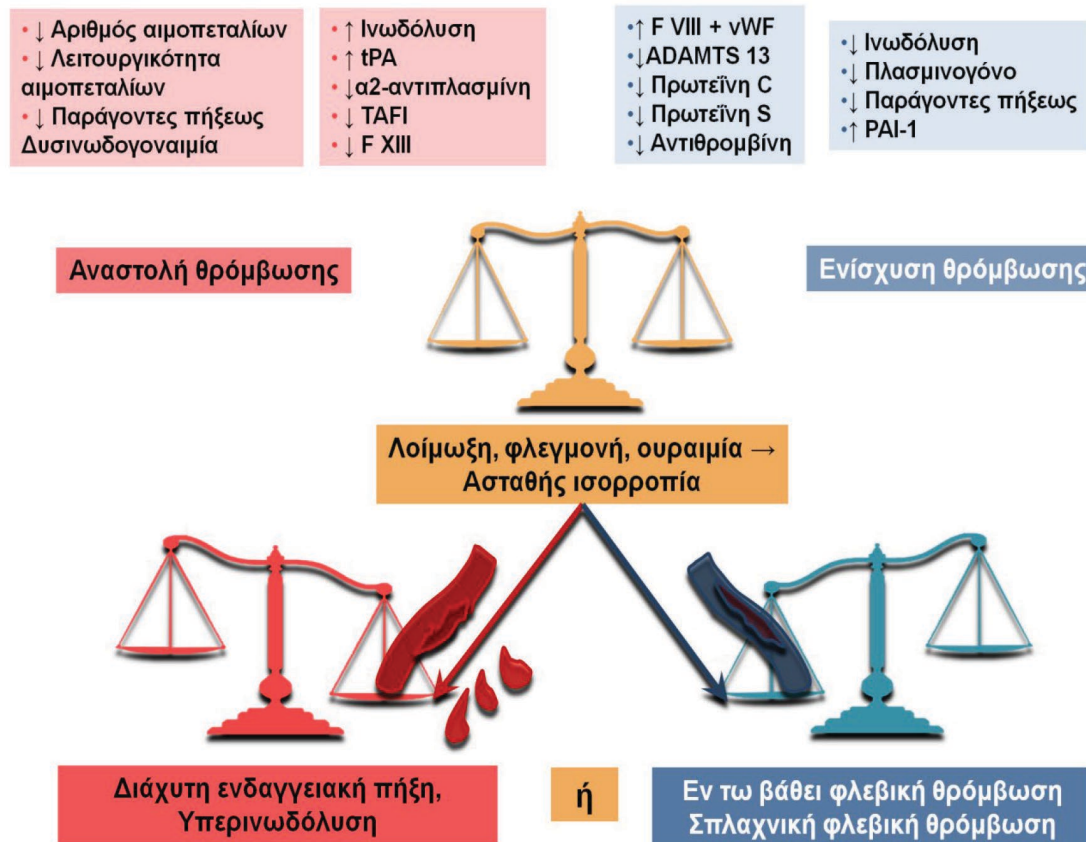 • ↓ Αριθμός αιμοπεταλίων
• ↓ Λειτουργικότητα
αιμοπεταλίων
• ↓ Παράγοντες πήξεως
Δυσινωδογοναιμία
• ↑ Ινωδόλυση
• ↑ tPA
• ↓α2-αντιπλασμίνη
• ↓ TAFI
• ↓ F XIII
•↑ F VIII + vWF
•↓ADAMTS 13
•↓ Πρωτεΐνη C
•↓ Πρωτεΐνη S
•↓ Αντιθρομβίνη
•↓ Ινωδόλυση
•↓ Πλασμινογόνο
•↓ Παράγοντες πήξεως
•↑ PAI-1
Αναστολή θρόμβωσης
Ενίσχυση θρόμβωσης
Λοίμωξη, φλεγμονή, ουραιμία →
Ασταθής ισορροπία
Διάχυτη ενδαγγειακή πήξη,
Υπερινωδόλυση
ή
Εν τω βάθει φλεβική θρόμβωση
Σπλαχνική φλεβική θρόμβωση